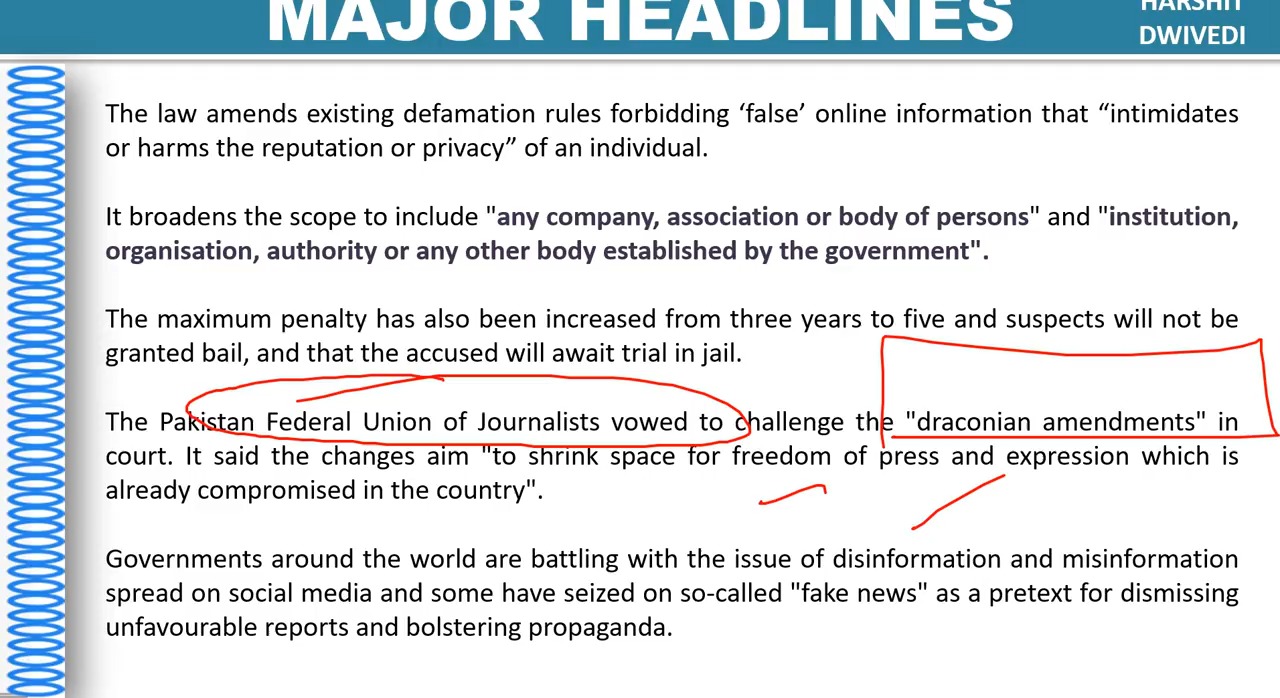 MAJOR HEADLINES
HARSHIT
DWIVEDI
The law amends existing defamation rules forbidding ‘false’ online information that “intimidates
or harms the reputation or privacy” of an individual.
It broadens the scope to include "any company, association or body of persons" and "institution,
organisation, authority or any other body established by the government".
The maximum penalty has also been increased from three years to five and suspects will not be
granted bail, and that the accused will await trial in jail.
The Pakistan Federal Union of Journalists vowed to challenge the "draconian amendments" in
court. It said the changes aim "to shrink space for freedom of press and expression which is
already compromised in the country".
Governments around the world are battling with the issue of disinformation and misinformation
spread on social media and some have seized on so-called "fake news" as a pretext for dismissing
unfavourable reports and bolstering propaganda.